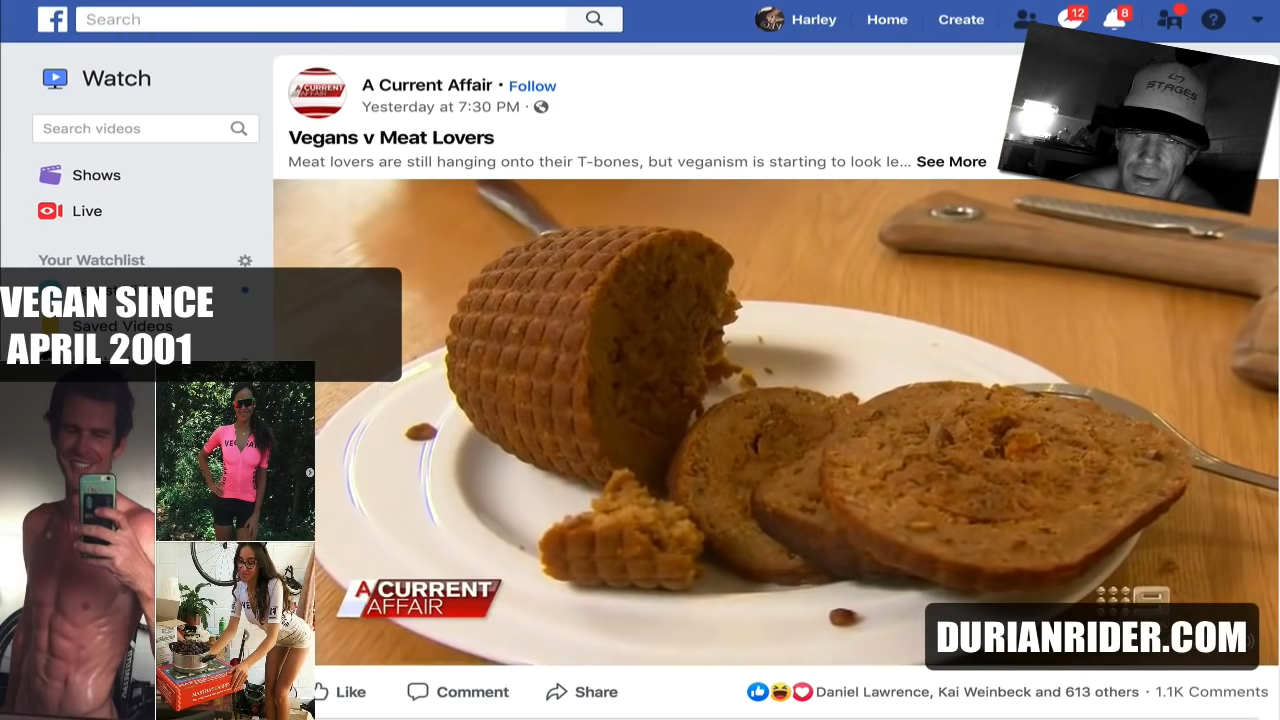 Search
Harley
Home
Create
12
8
Watch
A CURRENT AFFAIR
A Current Affair · Follow
Yesterday at 7:30 PM ·
STAGES
Search videos
Vegans v Meat Lovers
Meat lovers are still hanging onto their T-bones, but veganism is starting to look le... See More
Shows
Live
Your Watchlist
VEGAN SINCE
Saved Videos
APRIL 2001
VEGAN
A CURRENT
AFFAIR
DURIANRIDER.COM
Like
Comment
Share
Daniel Lawrence, Kai Weinbeck and 613 others · 1.1K Comments